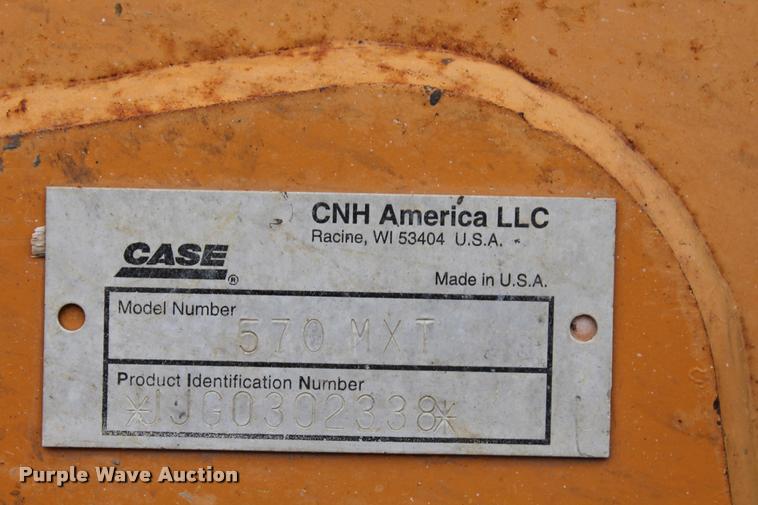 CNH America LLC
Racine, WI 53404 U.S.A.
CASE®
Made in U.S.A.
Model Number
570 MXT
Product Identification Number
*JJG0302338*
Purple Wave Auction